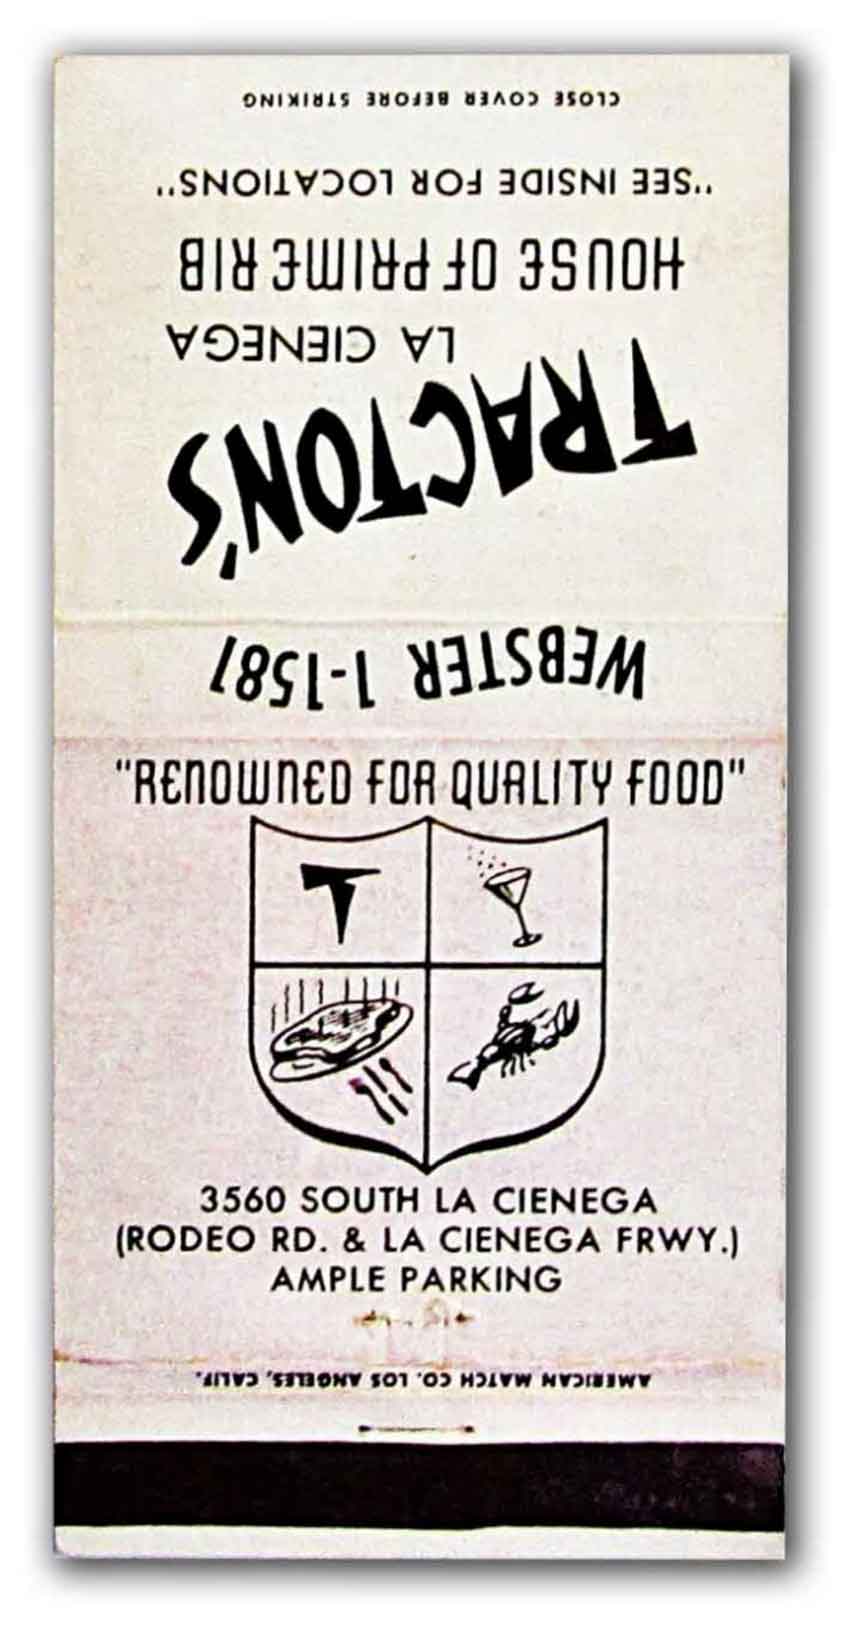 CLOSE COVER BEFORE STRIKING
"SEE INSIDE FOR LOCATIONS"
HOUSE OF PRIME RIB
LA CIENEGA
TRACTON'S
WEBSTER 1-1581
"RENOWNED FOR QUALITY FOOD"
T
3560 SOUTH LA CIENEGA
(RODEO RD. & LA CIENEGA FRWY.)
AMPLE PARKING
AMERICAN MATCH CO. LOS ANGELES, CALIF.